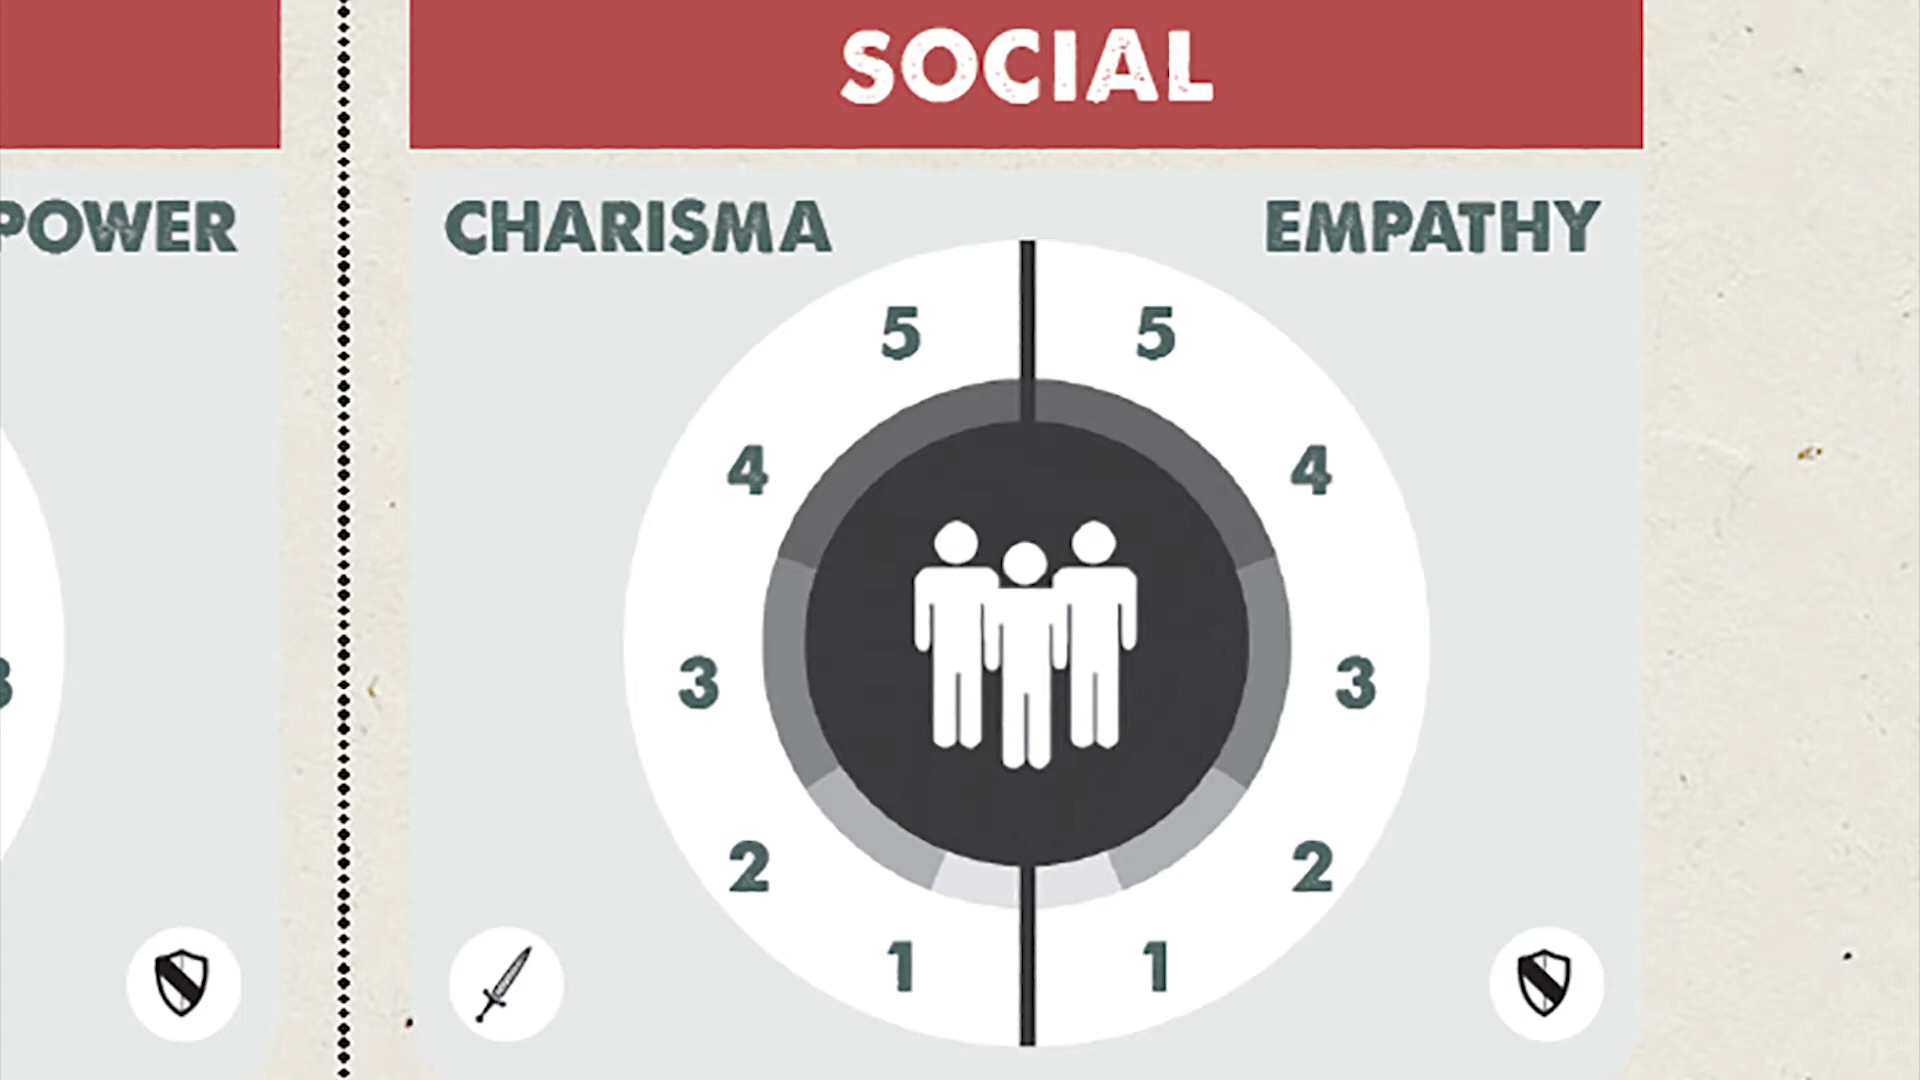 SOCIAL
POWER
CHARISMA
EMPATHY
5 5
4 4
3 3
2 2
1 1